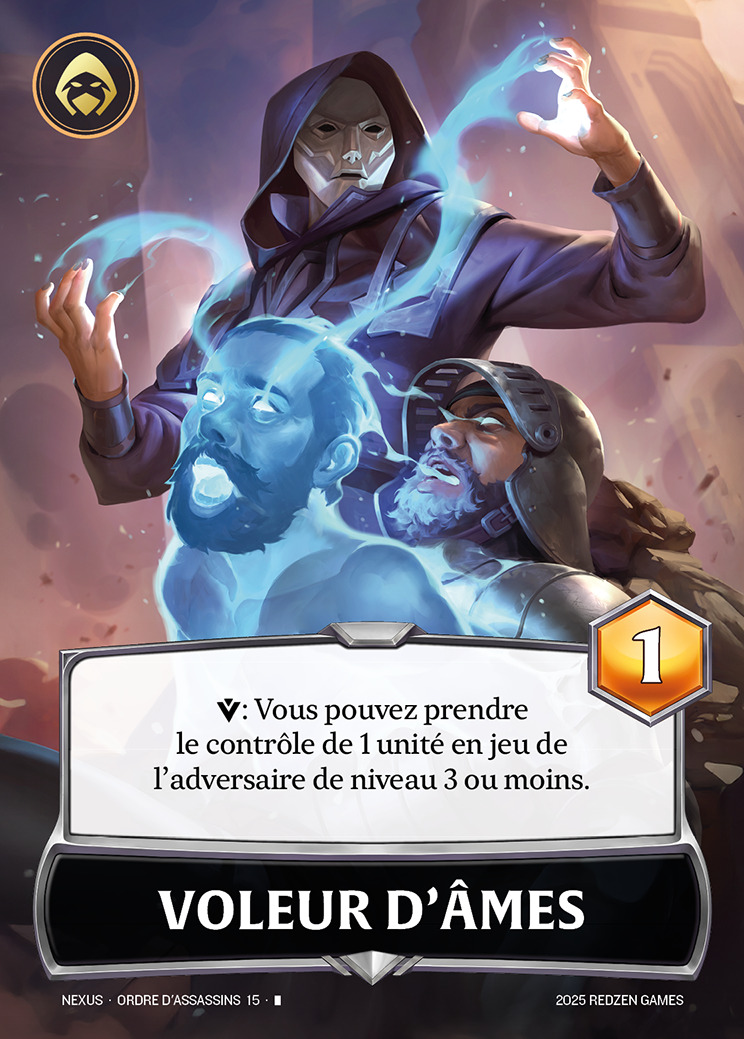 1
: Vous pouvez prendre
le contrôle de 1 unité en jeu de
l’adversaire de niveau 3 ou moins.
VOLEUR D’ÂMES
NEXUS · ORDRE D’ASSASSINS 15 ·
2025 REDZEN GAMES